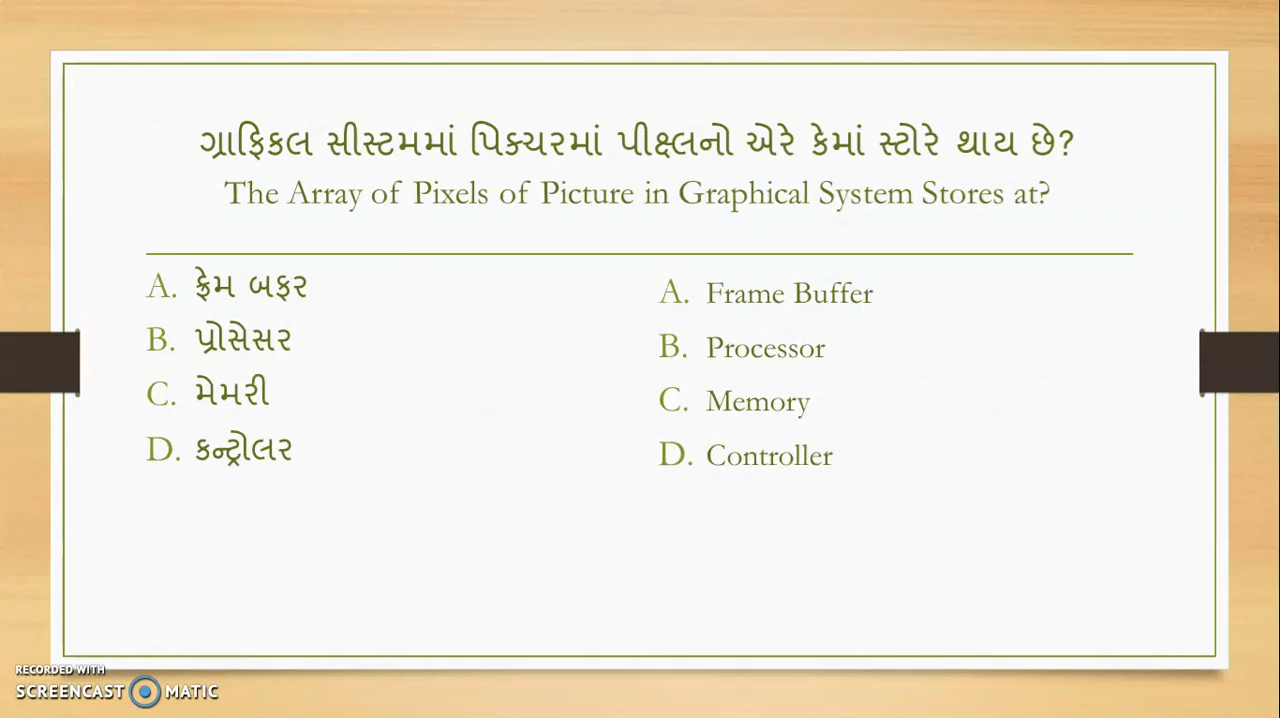 ગ્રાફિકલ સીસ્ટમમાં પિક્ચરમાં પીક્ષ્લનો એરે કેમાં સ્ટોરે થાય છે?
The Array of Pixels of Picture in Graphical System Stores at?
A. ફ્રેમ બફર
B. પ્રોસેસર
C. મેમરી
D. કન્ટ્રોલર
A. Frame Buffer
B. Processor
C. Memory
D. Controller
RECORDED WITH
SCREENCAST MATIC